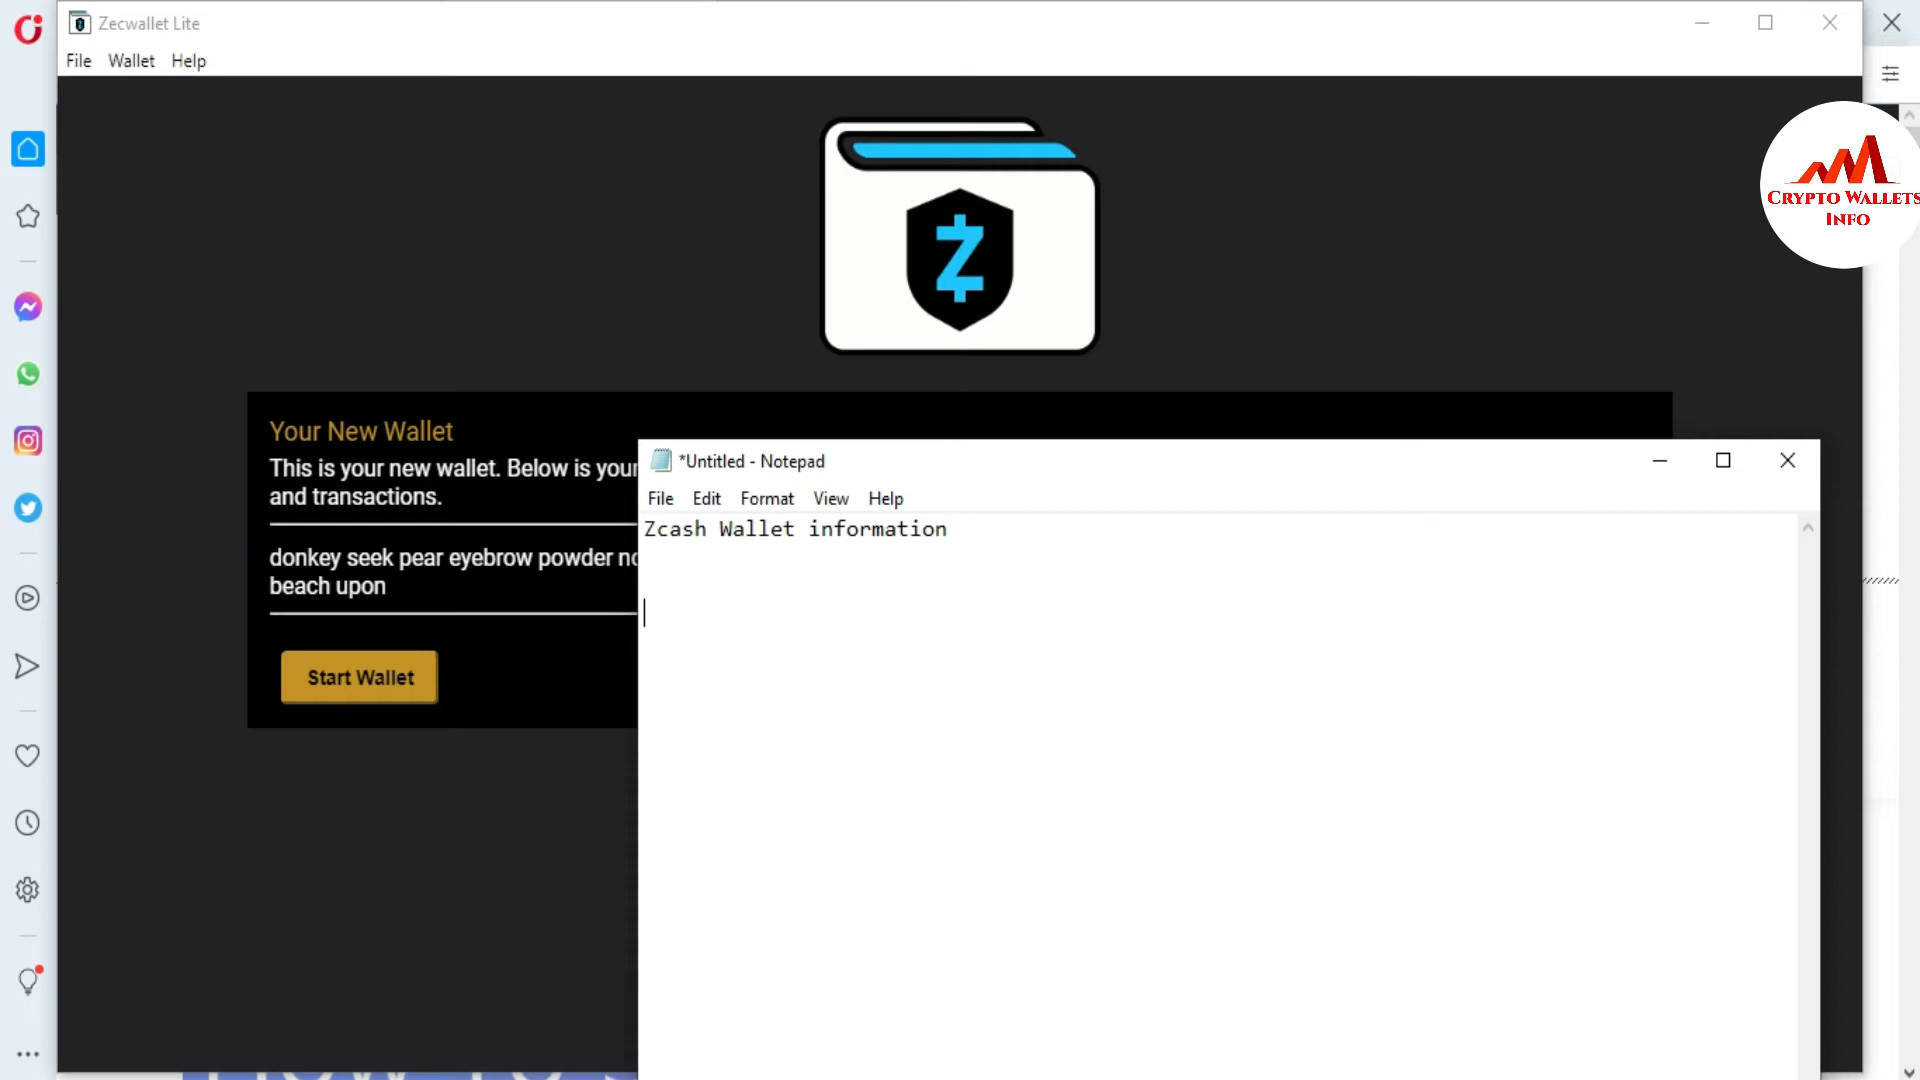 Zecwallet Lite
File Wallet Help
CRYPTO WALLETS
INFO
Your New Wallet
This is your new wallet. Below is your
and transactions.
donkey seek pear eyebrow powder
beach upon
Start Wallet
*Untitled - Notepad
File Edit Format View Help
Zcash Wallet information